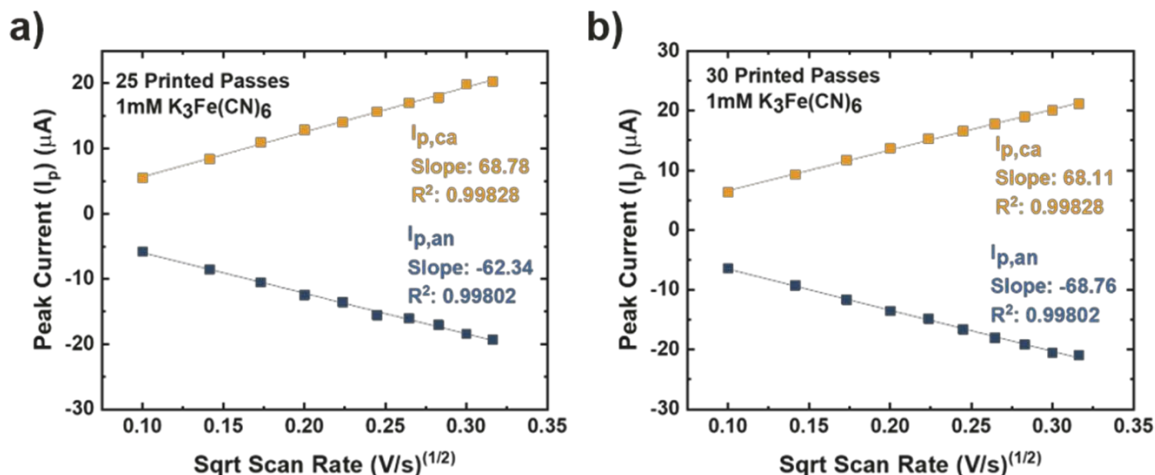 a)
25 Printed Passes
1mM K3Fe(CN)6
Ip,ca
Slope: 68.78
R2: 0.99828
Ip,an
Slope: -62.34
R2: 0.99802
Peak Current (Ip) (μA)
20
10
0
-10
-20
-30
0.10
0.15
0.20
0.25
0.30
0.35
Sqrt Scan Rate (V/s)(1/2)
b)
30 Printed Passes
1mM K3Fe(CN)6
Ip,ca
Slope: 68.11
R2: 0.99828
Ip,an
Slope: -68.76
R2: 0.99802
Peak Current (Ip) (μA)
30
20
10
0
-10
-20
-30
0.10
0.15
0.20
0.25
0.30
0.35
Sqrt Scan Rate (V/s)(1/2)